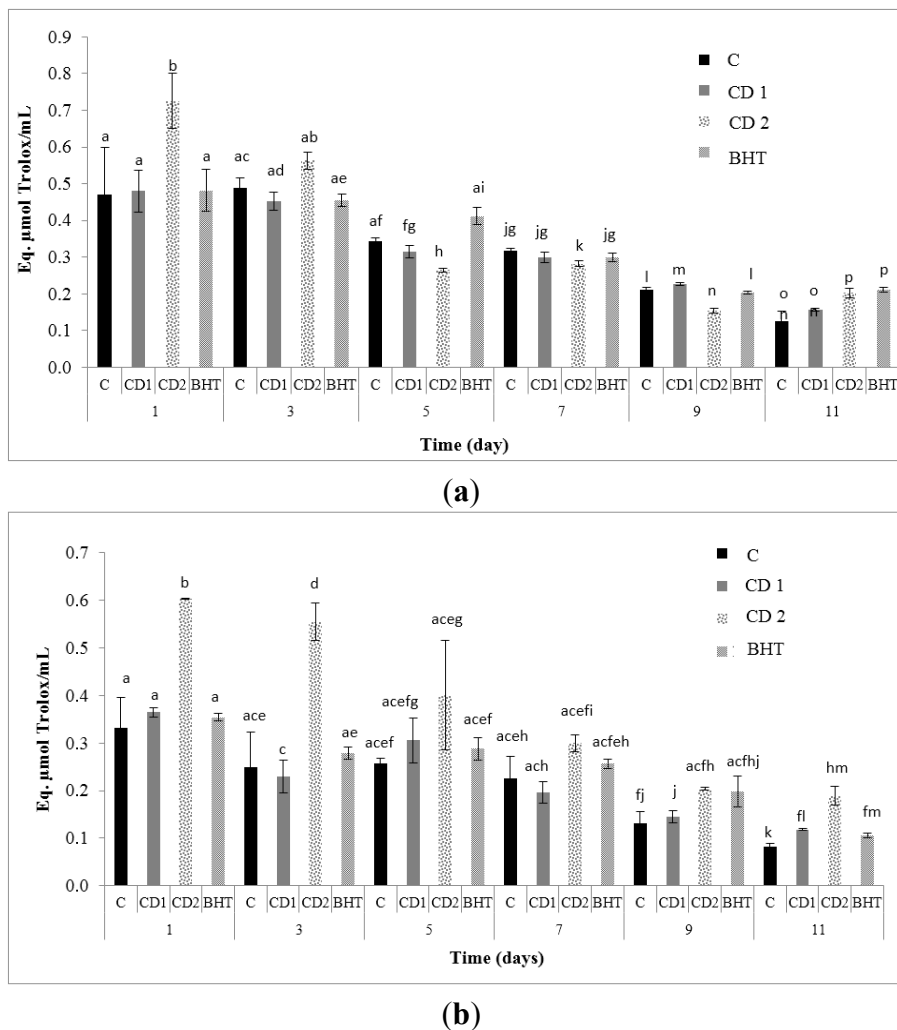 0.9
0.8
0.7
0.6
0.5
0.4
0.3
0.2
0.1
0.0
Eq. µmol Trolox/mL
C
CD 1
CD 2
BHT
a a b a ac ad ab ae af fg h ai jg jg k jg l m n l o n o n p p
C CD1 CD2 BHT C CD1 CD2 BHT C CD1 CD2 BHT C CD1 CD2 BHT C CD1 CD2 BHT C CD1 CD2 BHT
1 3 5 7 9 11
Time (day)
(a)
0.7
0.6
0.5
0.4
0.3
0.2
0.1
0.0
Eq. µmol Trolox/mL
C
CD 1
CD 2
BHT
a a b a ace c d ae acef acefg aceg acef aceh ach acefi acfeh fj j acfh acfhj k fl hm fm
C CD1 CD2 BHT C CD1 CD2 BHT C CD1 CD2 BHT C CD1 CD2 BHT C CD1 CD2 BHT C CD1 CD2 BHT
1 3 5 7 9 11
Time (days)
(b)